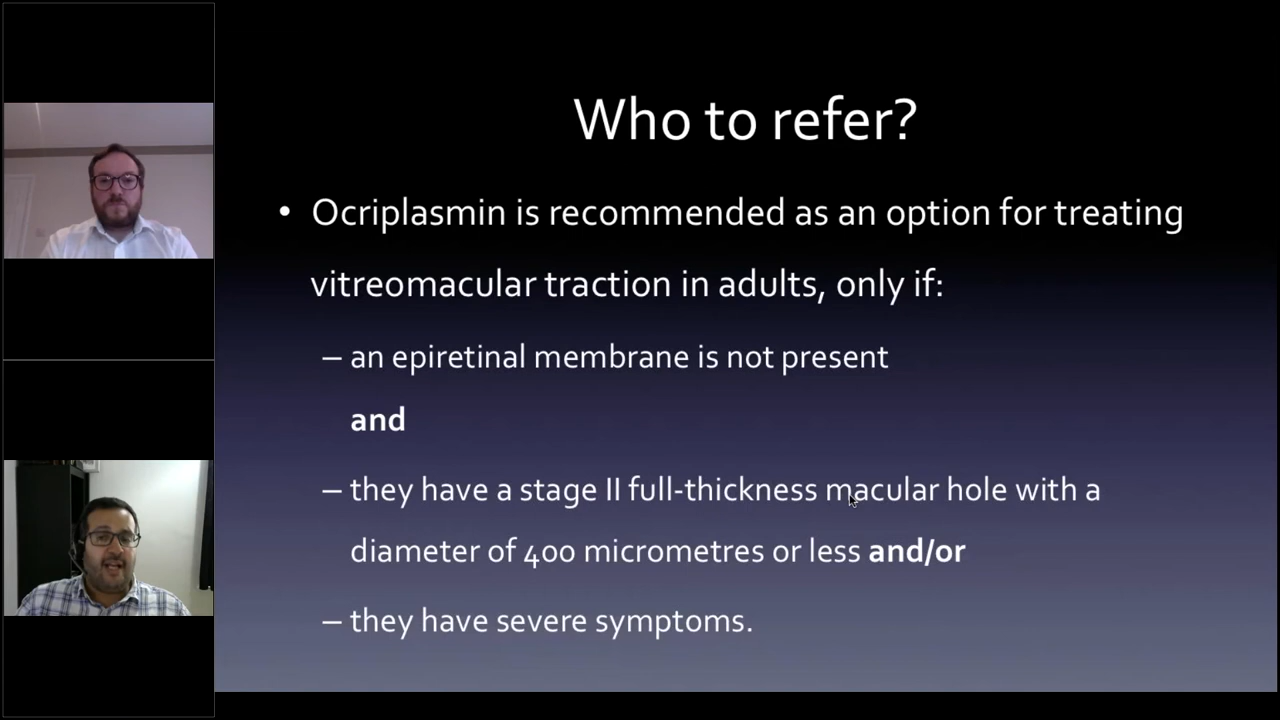 Who to refer?
• Ocriplasmin is recommended as an option for treating
vitreomacular traction in adults, only if:
– an epiretinal membrane is not present
and
– they have a stage II full-thickness macular hole with a
diameter of 400 micrometres or less and/or
– they have severe symptoms.